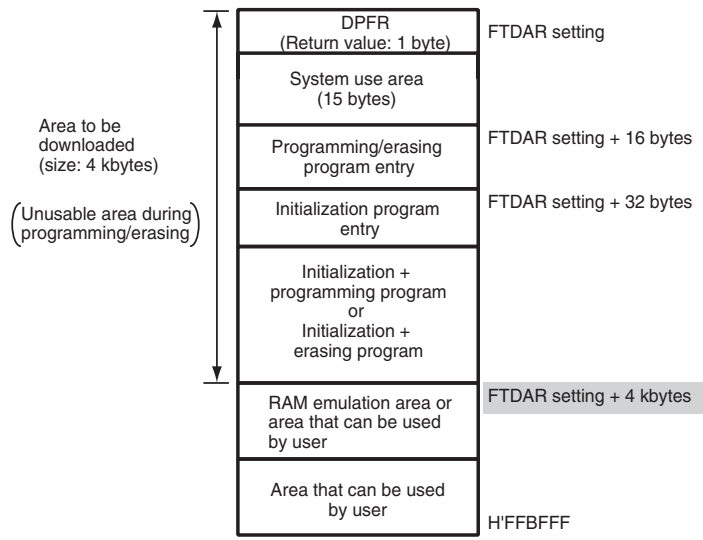 DPFR
(Return value: 1 byte)
FTDAR setting
System use area
(15 bytes)
Area to be
downloaded
(size: 4 kbytes)
(Unusable area during
programming/erasing)
Programming/erasing
program entry
FTDAR setting + 16 bytes
Initialization program
entry
FTDAR setting + 32 bytes
Initialization +
programming program
or
Initialization +
erasing program
RAM emulation area or
area that can be used
by user
FTDAR setting + 4 kbytes
Area that can be used
by user
H'FFBFFF